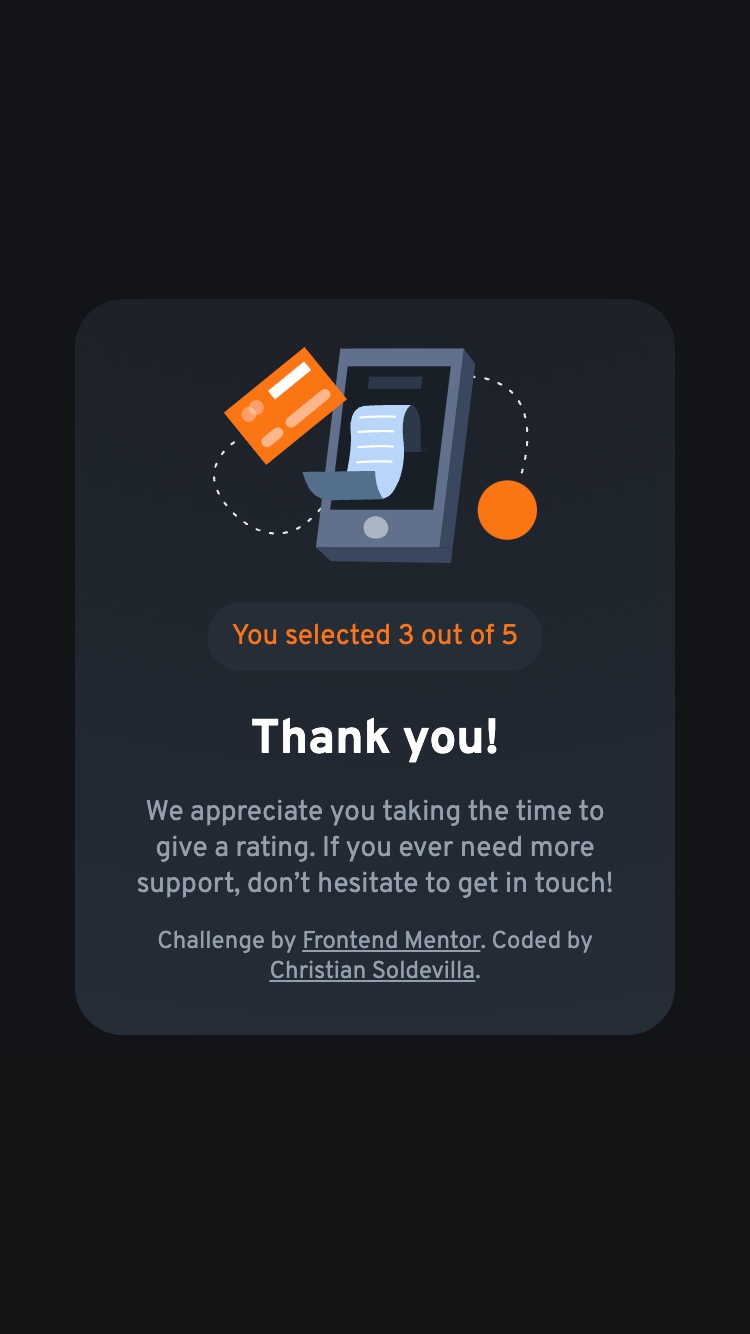 You selected 3 out of 5
Thank you!
We appreciate you taking the time to
give a rating. If you ever need more
support, don’t hesitate to get in touch!
Challenge by Frontend Mentor. Coded by
Christian Soldevilla.